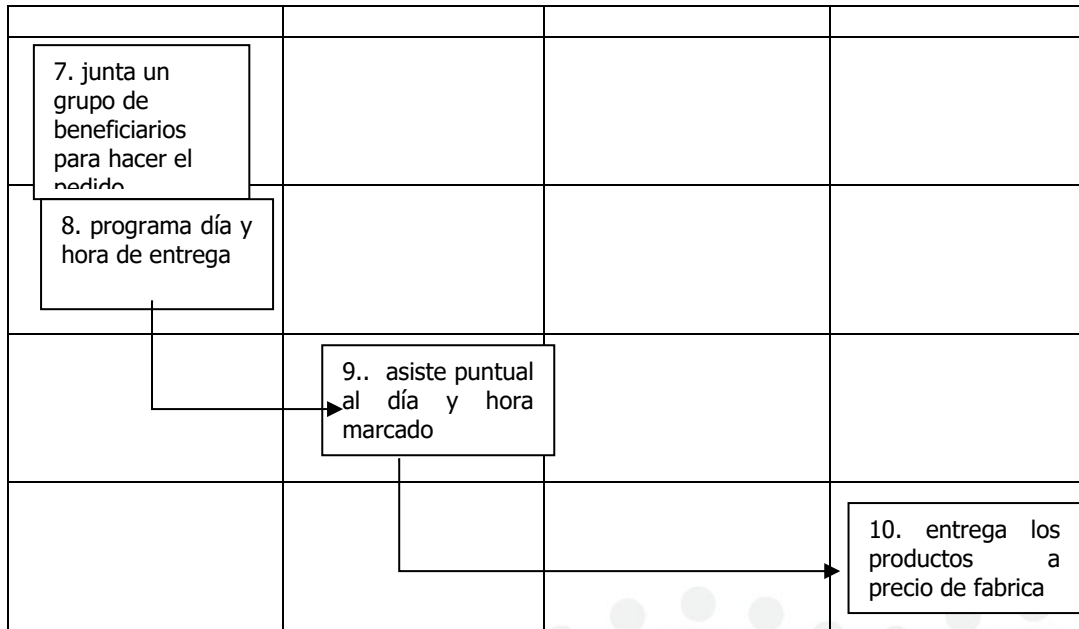 7. junta un
grupo de
beneficiarios
para hacer el
pedido
8. programa día y
hora de entrega
9.. asiste puntual
al día y hora
marcado
10. entrega los
productos a
precio de fabrica